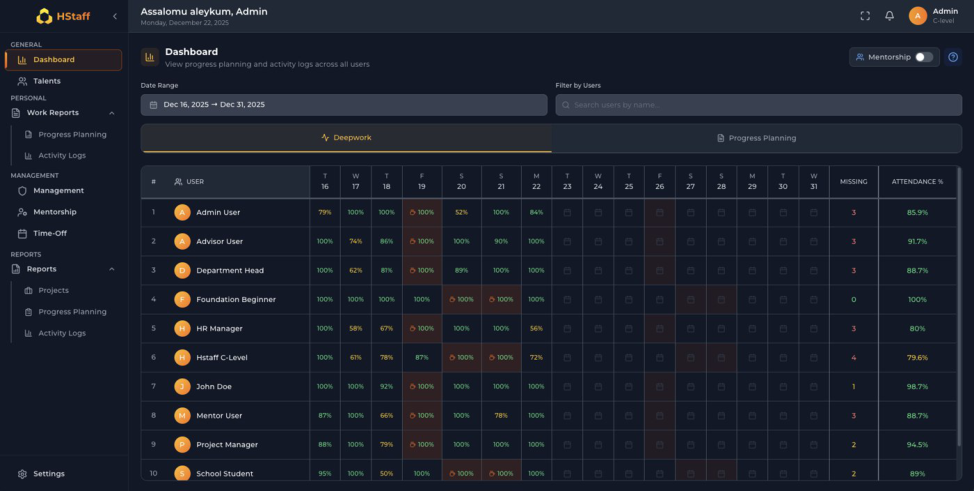 HStaff
Assalomu aleykum, Admin
Monday, December 22, 2025
A
Admin
C-level
GENERAL
Dashboard
Talents
PERSONAL
Work Reports
Progress Planning
Activity Logs
MANAGEMENT
Management
Mentorship
Time-Off
REPORTS
Reports
Projects
Progress Planning
Activity Logs
Settings
Dashboard
View progress planning and activity logs across all users
Mentorship
Date Range
Dec 16, 2025 → Dec 31, 2025
Filter by Users
Search users by name...
Deepwork
Progress Planning
# USER T 16 W 17 T 18 F 19 S 20 S 21 M 22 T 23 W 24 T 25 F 26 S 27 S 28 M 29 T 30 W 31 MISSING ATTENDANCE %
1 A Admin User 79% 100% 100% 100% 52% 100% 84% 3 85.9%
2 A Advisor User 100% 74% 86% 100% 100% 90% 100% 3 91.7%
3 D Department Head 100% 62% 81% 100% 89% 100% 100% 3 88.7%
4 F Foundation Beginner 100% 100% 100% 100% 100% 100% 100% 0 100%
5 H HR Manager 100% 58% 67% 100% 100% 100% 56% 3 80%
6 H Hstaff C-Level 100% 61% 78% 87% 100% 100% 72% 4 79.6%
7 J John Doe 100% 100% 92% 100% 100% 100% 100% 1 98.7%
8 M Mentor User 87% 100% 66% 100% 100% 78% 100% 3 88.7%
9 P Project Manager 88% 100% 79% 100% 100% 100% 100% 2 94.5%
10 S School Student 95% 100% 50% 100% 100% 100% 100% 2 89%